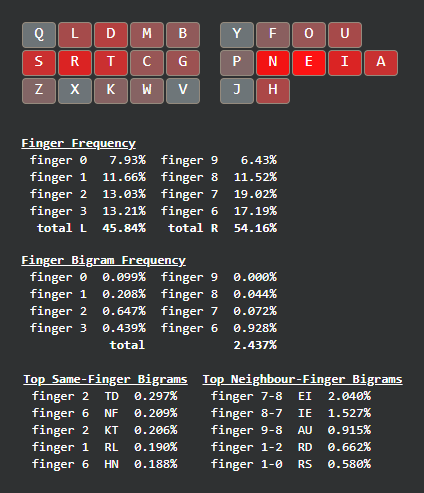 Q L D M B Y F O U
S R T C G P N E I A
Z X K W V J H
Finger Frequency
finger 0 7.93% finger 9 6.43%
finger 1 11.66% finger 8 11.52%
finger 2 13.03% finger 7 19.02%
finger 3 13.21% finger 6 17.19%
total L 45.84% total R 54.16%
Finger Bigram Frequency
finger 0 0.099% finger 9 0.000%
finger 1 0.208% finger 8 0.044%
finger 2 0.647% finger 7 0.072%
finger 3 0.439% finger 6 0.928%
total 2.437%
Top Same-Finger Bigrams Top Neighbour-Finger Bigrams
finger 2 TD 0.297% finger 7-8 EI 2.040%
finger 6 NF 0.209% finger 8-7 IE 1.527%
finger 2 KT 0.206% finger 9-8 AU 0.915%
finger 1 RL 0.190% finger 1-2 RD 0.662%
finger 6 HN 0.188% finger 1-0 RS 0.580%